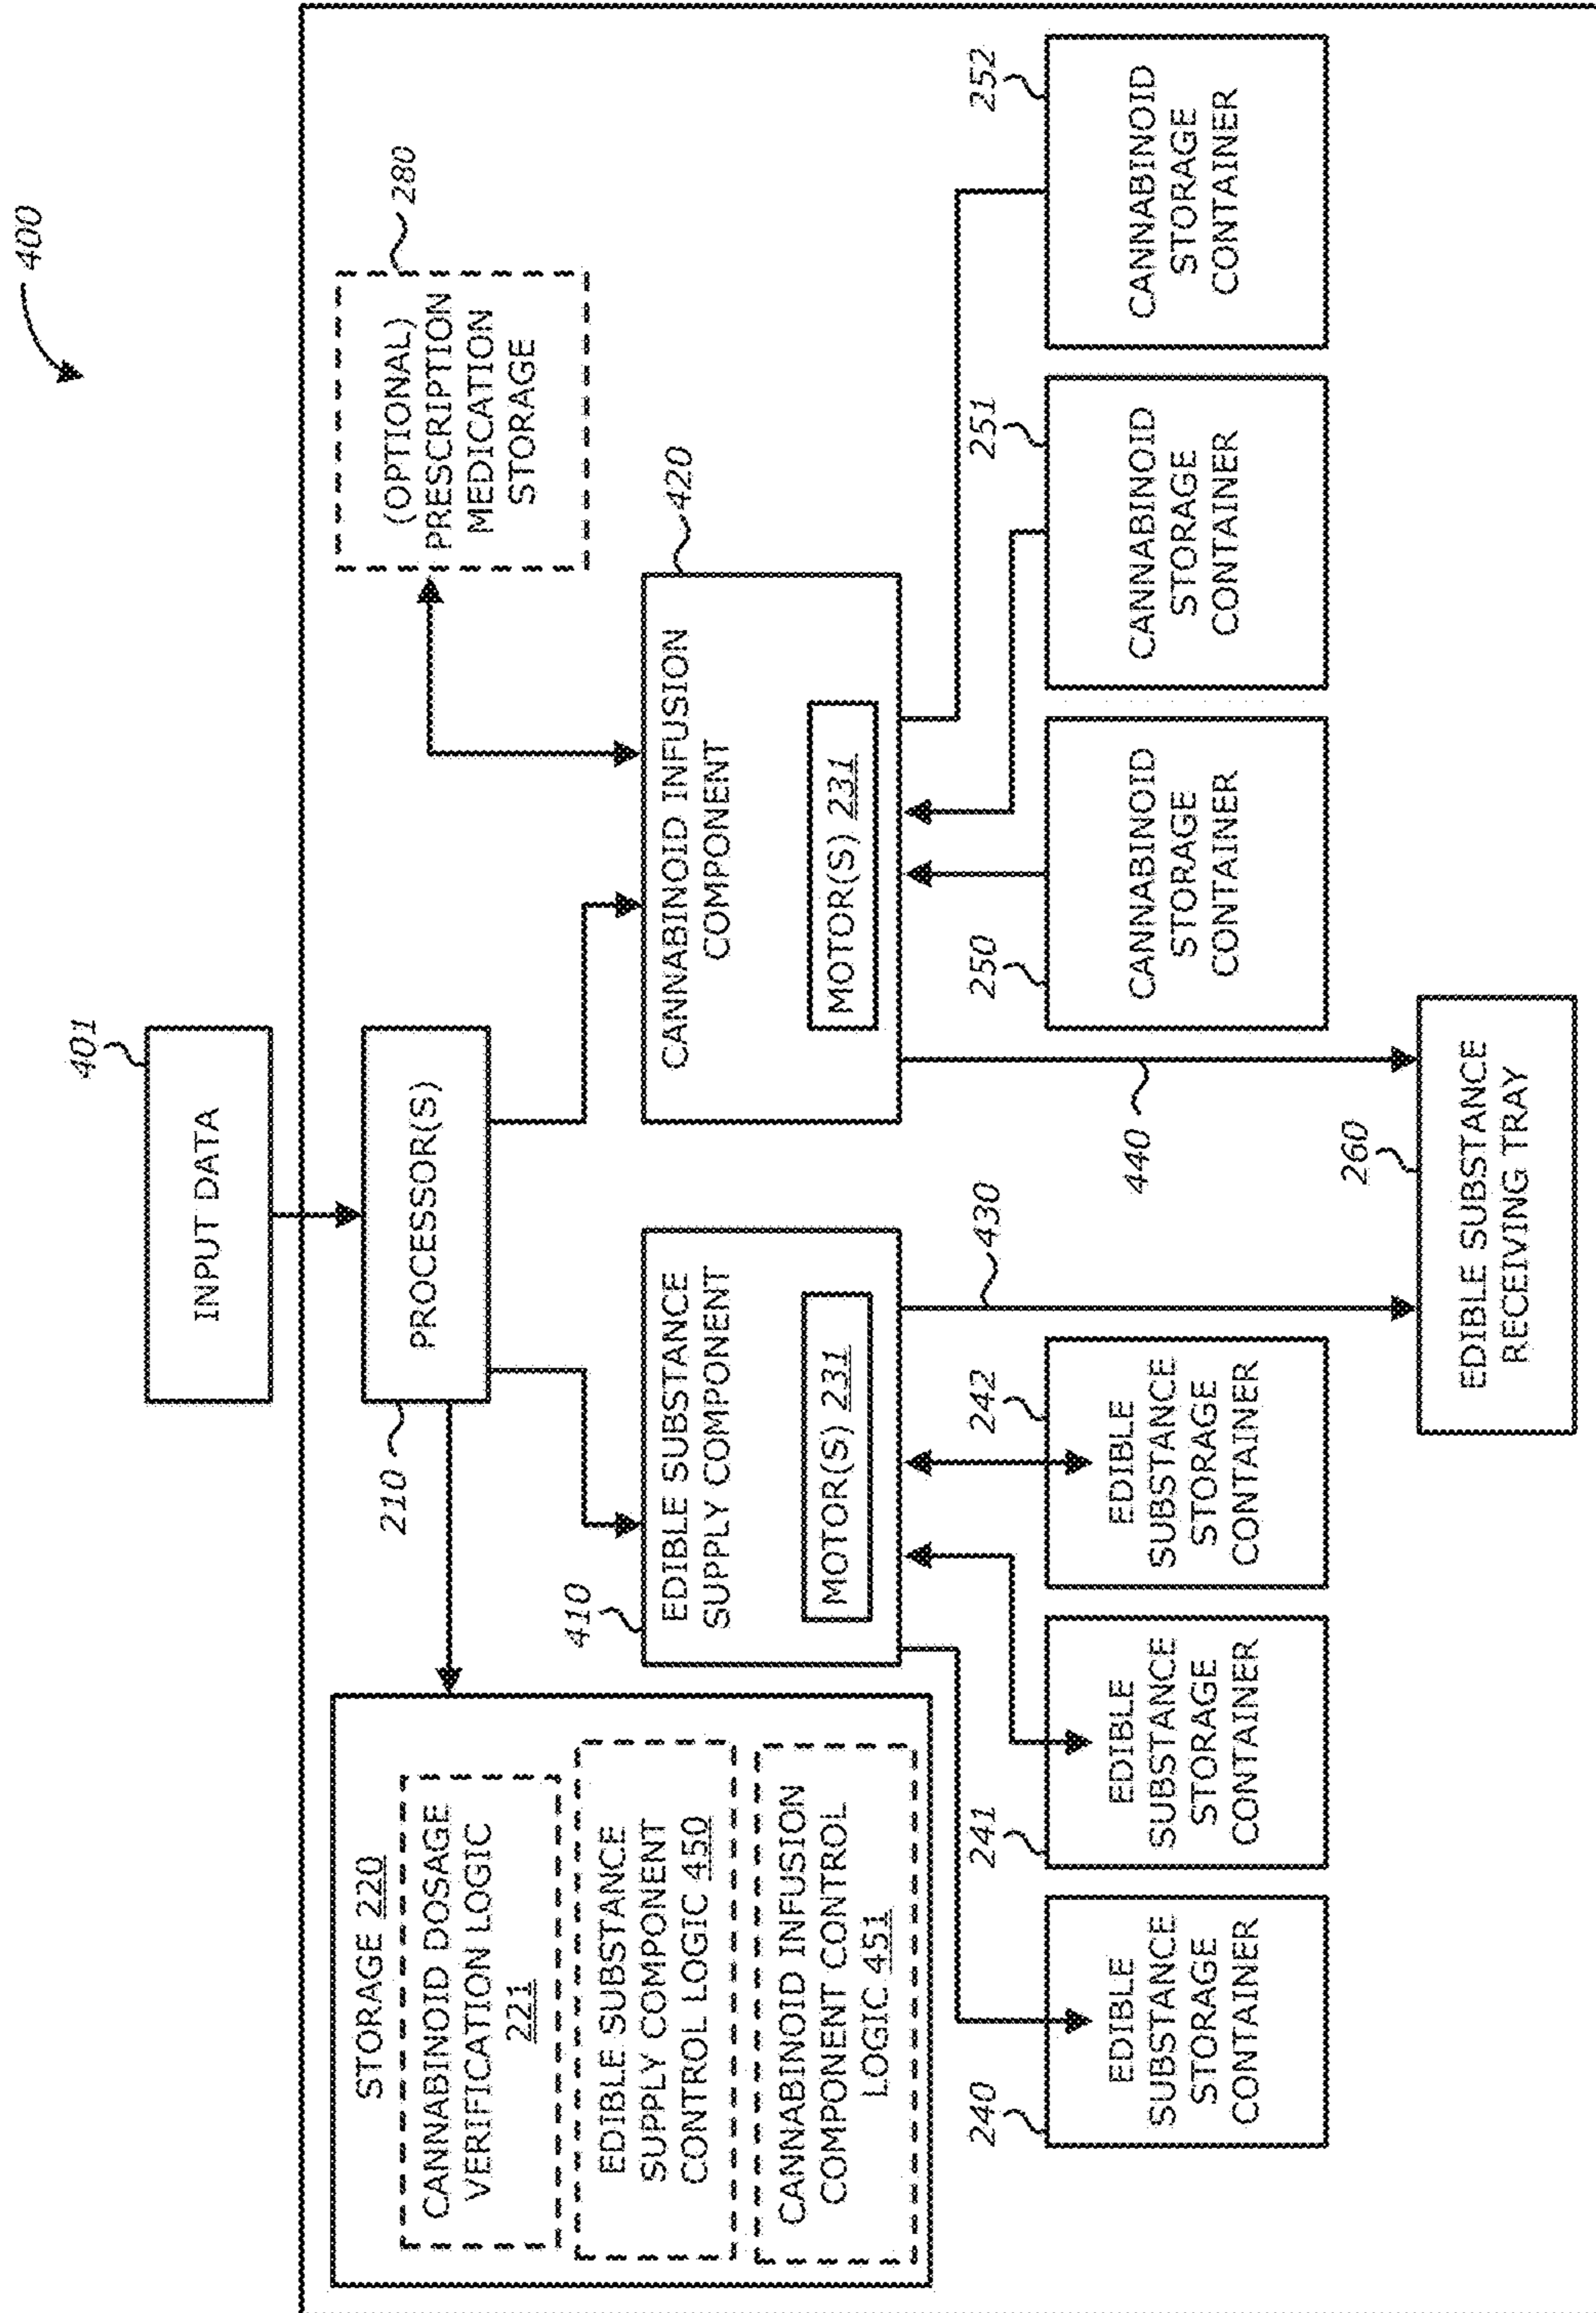 400
401
INPUT DATA
210
PROCESSOR(S)
280
(OPTIONAL)
PRESCRIPTION
MEDICATION
STORAGE
STORAGE 220
CANNABINOID DOSAGE
VERIFICATION LOGIC
221
EDIBLE SUBSTANCE
SUPPLY COMPONENT
CONTROL LOGIC 450
CANNABINOID INFUSION
COMPONENT CONTROL
LOGIC 451
410
EDIBLE SUBSTANCE
SUPPLY COMPONENT
MOTOR(S) 231
420
CANNABINOID INFUSION
COMPONENT
MOTOR(S) 231
240
EDIBLE
SUBSTANCE
STORAGE
CONTAINER
241
EDIBLE
SUBSTANCE
STORAGE
CONTAINER
242
EDIBLE
SUBSTANCE
STORAGE
CONTAINER
430
440
250
CANNABINOID
STORAGE
CONTAINER
251
CANNABINOID
STORAGE
CONTAINER
252
CANNABINOID
STORAGE
CONTAINER
260
EDIBLE SUBSTANCE
RECEIVING TRAY